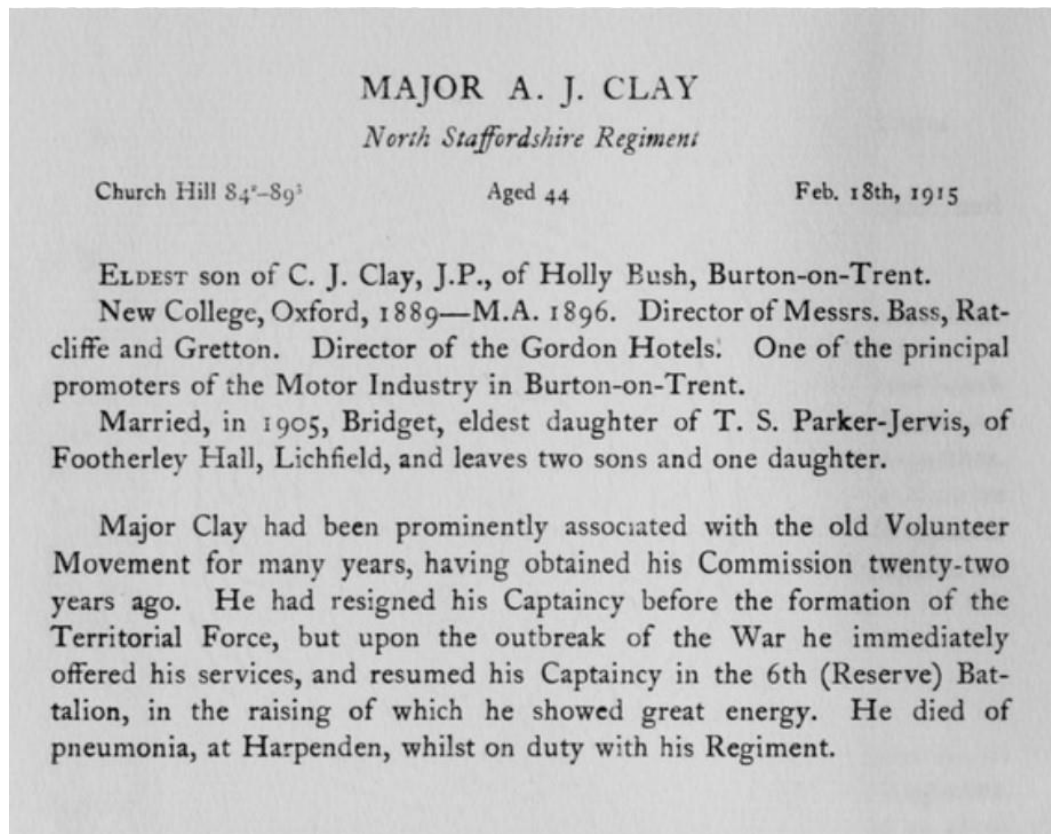 MAJOR A. J. CLAY
North Staffordshire Regiment
Church Hill 84²–89³ Aged 44 Feb. 18th, 1915
ELDEST son of C. J. Clay, J.P., of Holly Bush, Burton-on-Trent.
New College, Oxford, 1889—M.A. 1896. Director of Messrs. Bass, Rat-
cliffe and Gretton. Director of the Gordon Hotels. One of the principal
promoters of the Motor Industry in Burton-on-Trent.
Married, in 1905, Bridget, eldest daughter of T. S. Parker-Jervis, of
Footherley Hall, Lichfield, and leaves two sons and one daughter.
Major Clay had been prominently associated with the old Volunteer
Movement for many years, having obtained his Commission twenty-two
years ago. He had resigned his Captaincy before the formation of the
Territorial Force, but upon the outbreak of the War he immediately
offered his services, and resumed his Captaincy in the 6th (Reserve) Bat-
talion, in the raising of which he showed great energy. He died of
pneumonia, at Harpenden, whilst on duty with his Regiment.